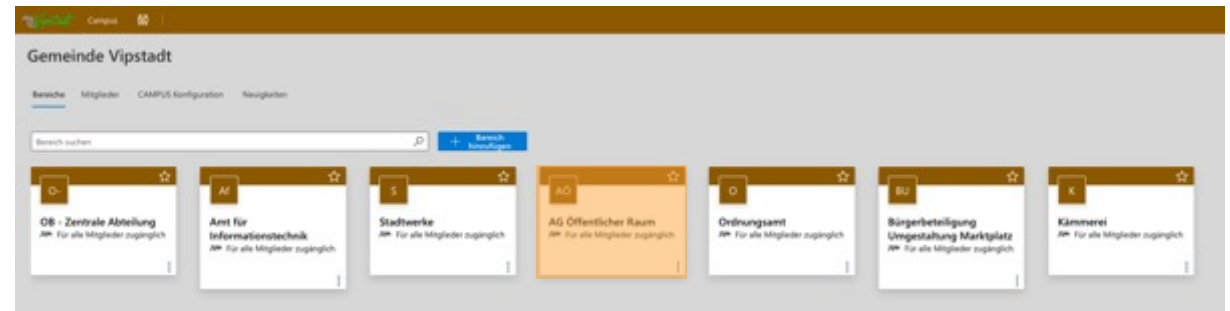 Vipstadt Campus
Gemeinde Vipstadt
Bereiche Mitglieder CAMPUS Konfiguration Neuigkeiten
Bereich suchen
+ Bereich
hinzufügen
O-
OB - Zentrale Abteilung
Für alle Mitglieder zugänglich
Af
Amt für
Informationstechnik
Für alle Mitglieder zugänglich
S
Stadtwerke
Für alle Mitglieder zugänglich
AÖ
AG Öffentlicher Raum
Für alle Mitglieder zugänglich
O
Ordnungsamt
Für alle Mitglieder zugänglich
BU
Bürgerbeteiligung
Umgestaltung Marktplatz
Für alle Mitglieder zugänglich
K
Kämmerei
Für alle Mitglieder zugänglich